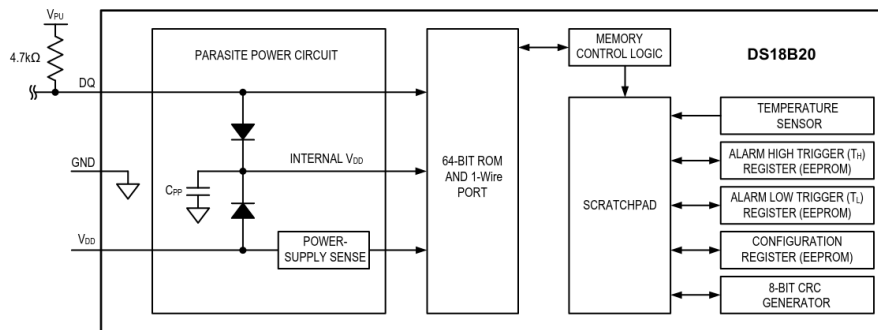 VPU
4.7kΩ
DQ
GND
VDD
PARASITE POWER CIRCUIT
INTERNAL VDD
CPP
POWER-
SUPPLY SENSE
64-BIT ROM
AND 1-Wire
PORT
MEMORY
CONTROL LOGIC
DS18B20
SCRATCHPAD
TEMPERATURE
SENSOR
ALARM HIGH TRIGGER (TH)
REGISTER (EEPROM)
ALARM LOW TRIGGER (TL)
REGISTER (EEPROM)
CONFIGURATION
REGISTER (EEPROM)
8-BIT CRC
GENERATOR